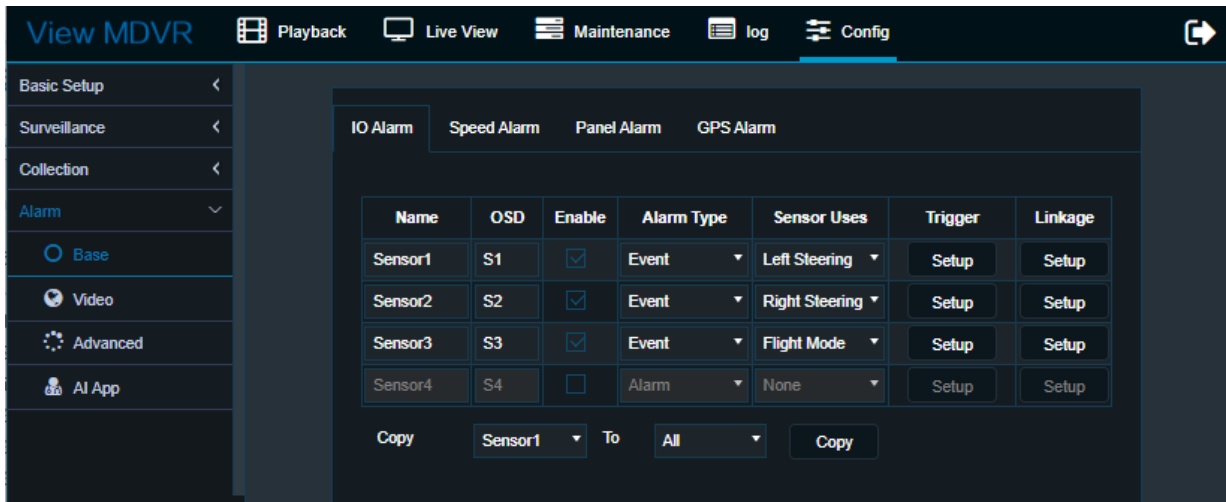 View MDVR Playback Live View Maintenance log Config
Basic Setup
Surveillance
Collection
Alarm
Base
Video
Advanced
AI App
IO Alarm Speed Alarm Panel Alarm GPS Alarm
Name OSD Enable Alarm Type Sensor Uses Trigger Linkage
Sensor1 S1 Event Left Steering Setup Setup
Sensor2 S2 Event Right Steering Setup Setup
Sensor3 S3 Event Flight Mode Setup Setup
Sensor4 S4 Alarm None Setup Setup
Copy Sensor1 To All Copy